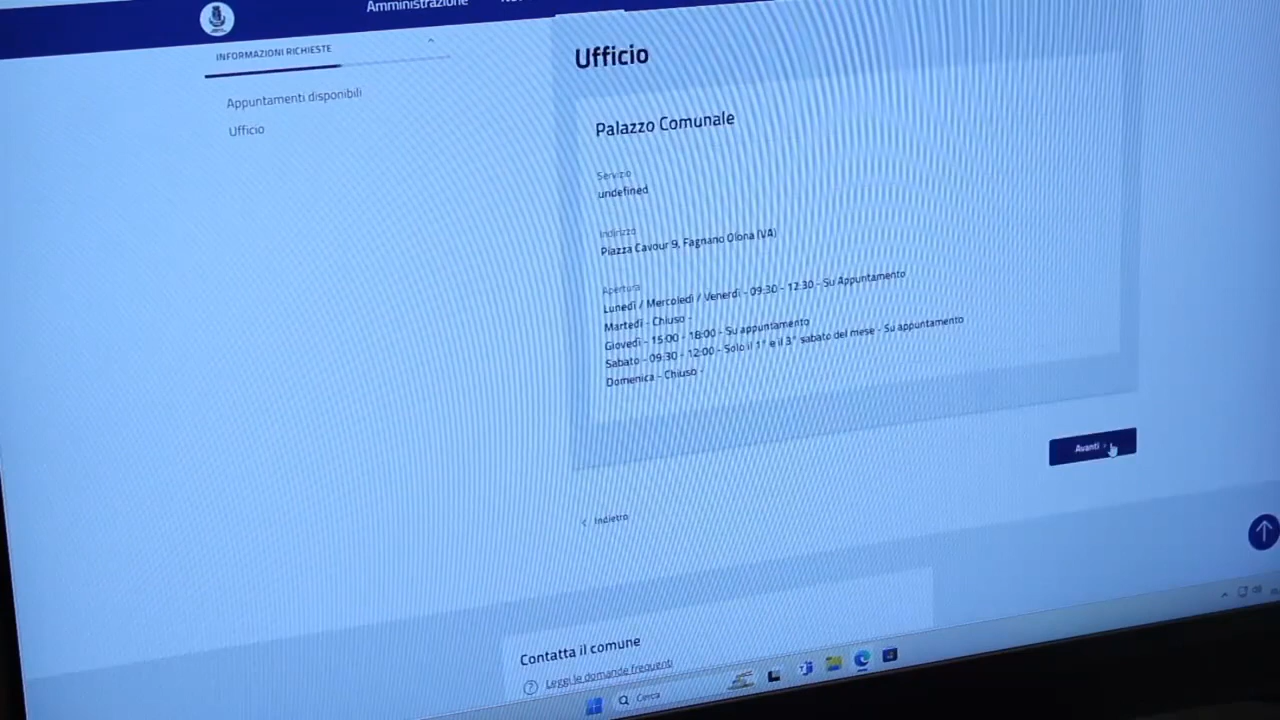 Amministrazione
INFORMAZIONI RICHIESTE
Appuntamenti disponibili
Ufficio
Ufficio
Palazzo Comunale
Servizio
undefined
Indirizzo
Piazza Cavour 9, Fagnano Olona (VA)
Apertura
Lunedì / Mercoledì / Venerdì - 09:30 - 12:30 - Su Appuntamento
Martedì - Chiuso -
Giovedì - 15:00 - 18:00 - Su appuntamento
Sabato - 09:30 - 12:00 - Solo il 1° e il 3° sabato del mese - Su appuntamento
Domenica - Chiuso -
Avanti
Indietro
Contatta il comune
Leggi le domande frequenti
Cerca